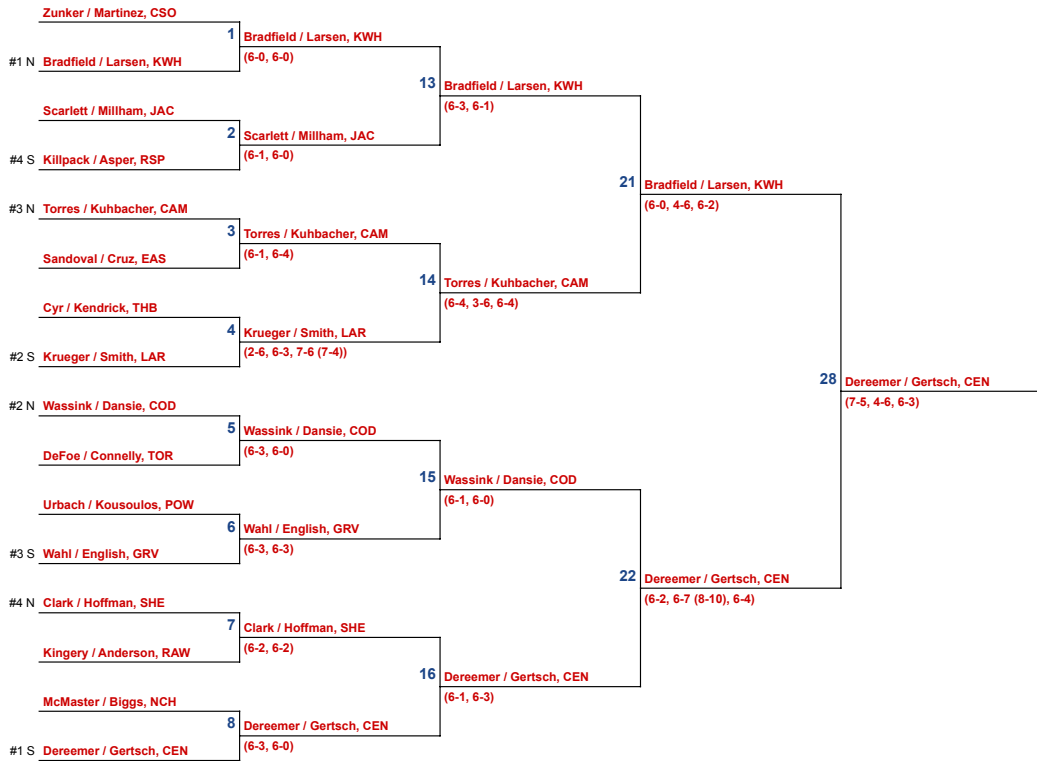 Zunker / Martinez, CSO
1 Bradfield / Larsen, KWH
#1 N Bradfield / Larsen, KWH
(6-0, 6-0)
13 Bradfield / Larsen, KWH
(6-3, 6-1)
Scarlett / Millham, JAC
2 Scarlett / Millham, JAC
#4 S Killpack / Asper, RSP
(6-1, 6-0)
21 Bradfield / Larsen, KWH
(6-0, 4-6, 6-2)
#3 N Torres / Kuhbacher, CAM
3 Torres / Kuhbacher, CAM
Sandoval / Cruz, EAS
(6-1, 6-4)
14 Torres / Kuhbacher, CAM
(6-4, 3-6, 6-4)
Cyr / Kendrick, THB
4 Krueger / Smith, LAR
#2 S Krueger / Smith, LAR
(2-6, 6-3, 7-6 (7-4))
28 Dereemer / Gertsch, CEN
(7-5, 4-6, 6-3)
#2 N Wassink / Dansie, COD
5 Wassink / Dansie, COD
DeFoe / Connelly, TOR
(6-3, 6-0)
15 Wassink / Dansie, COD
(6-1, 6-0)
Urbach / Kousoulos, POW
6 Wahl / English, GRV
#3 S Wahl / English, GRV
(6-3, 6-3)
22 Dereemer / Gertsch, CEN
(6-2, 6-7 (8-10), 6-4)
#4 N Clark / Hoffman, SHE
7 Clark / Hoffman, SHE
Kingery / Anderson, RAW
(6-2, 6-2)
16 Dereemer / Gertsch, CEN
(6-1, 6-3)
McMaster / Biggs, NCH
8 Dereemer / Gertsch, CEN
#1 S Dereemer / Gertsch, CEN
(6-3, 6-0)